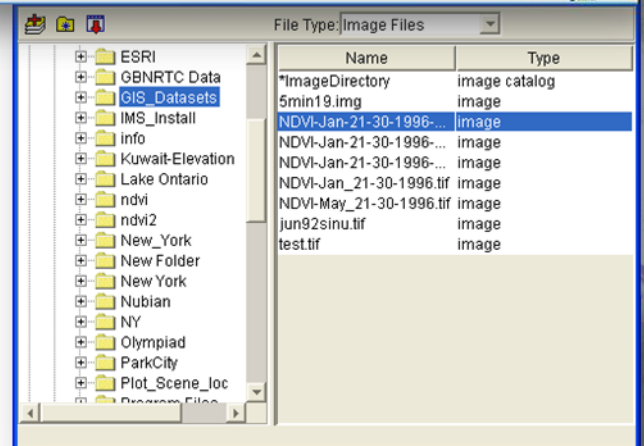 File Type: Image Files
ESRI
GBNRTC Data
GIS_Datasets
IMS_Install
info
Kuwait-Elevation
Lake Ontario
ndvi
ndvi2
New_York
New Folder
New York
Nubian
NY
Olympiad
ParkCity
Plot_Scene_loc
Program Files
Name Type
*ImageDirectory image catalog
5min19.img image
NDVI-Jan-21-30-1996-... image
NDVI-Jan-21-30-1996-... image
NDVI-Jan-21-30-1996-... image
NDVI-Jan_21-30-1996.tif image
NDVI-May_21-30-1996.tif image
jun92sinu.tif image
test.tif image